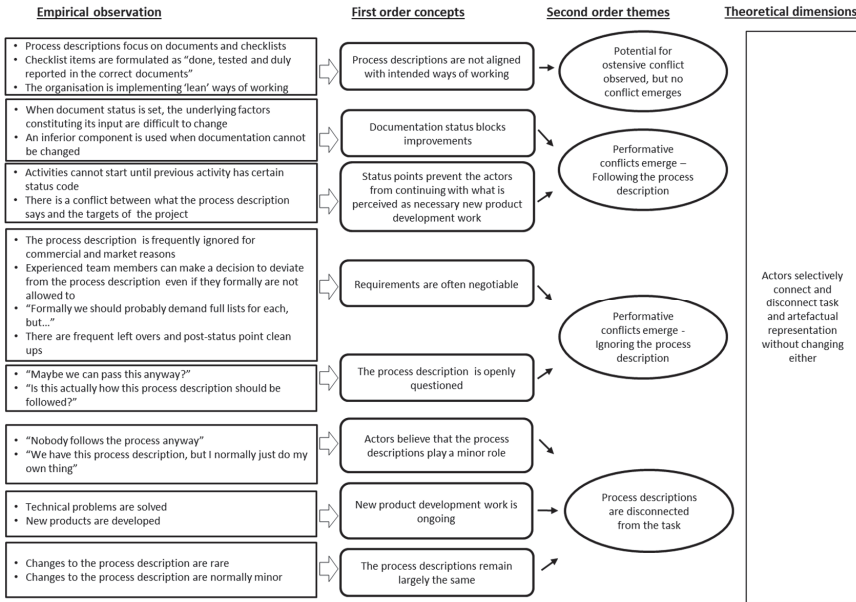 Empirical observation
First order concepts
Second order themes
Theoretical dimensions
• Process descriptions focus on documents and checklists
• Checklist items are formulated as “done, tested and duly
reported in the correct documents”
• The organisation is implementing ‘lean’ ways of working
Process descriptions are not aligned
with intended ways of working
Potential for
ostensive conflict
observed, but no
conflict emerges
• When document status is set, the underlying factors
constituting its input are difficult to change
• An inferior component is used when documentation cannot
be changed
Documentation status blocks
improvements
• Activities cannot start until previous activity has certain
status code
• There is a conflict between what the process description
says and the targets of the project
Status points prevent the actors
from continuing with what is
perceived as necessary new product
development work
Performative
conflicts emerge –
Following the process
description
• The process description is frequently ignored for
commercial and market reasons
• Experienced team members can make a decision to deviate
from the process description even if they formally are not
allowed to
• “Formally we should probably demand full lists for each,
but…”
• There are frequent left overs and post-status point clean
ups
Requirements are often negotiable
• “Maybe we can pass this anyway?”
• “Is this actually how this process description should be
followed?”
The process description is openly
questioned
Performative
conflicts emerge -
Ignoring the process
description
• “Nobody follows the process anyway”
• “We have this process description, but I normally just do my
own thing”
Actors believe that the process
descriptions play a minor role
• Technical problems are solved
• New products are developed
New product development work is
ongoing
• Changes to the process description are rare
• Changes to the process description are normally minor
The process descriptions remain
largely the same
Process descriptions
are disconnected
from the task
Actors selectively
connect and
disconnect task
and artefactual
representation
without changing
either